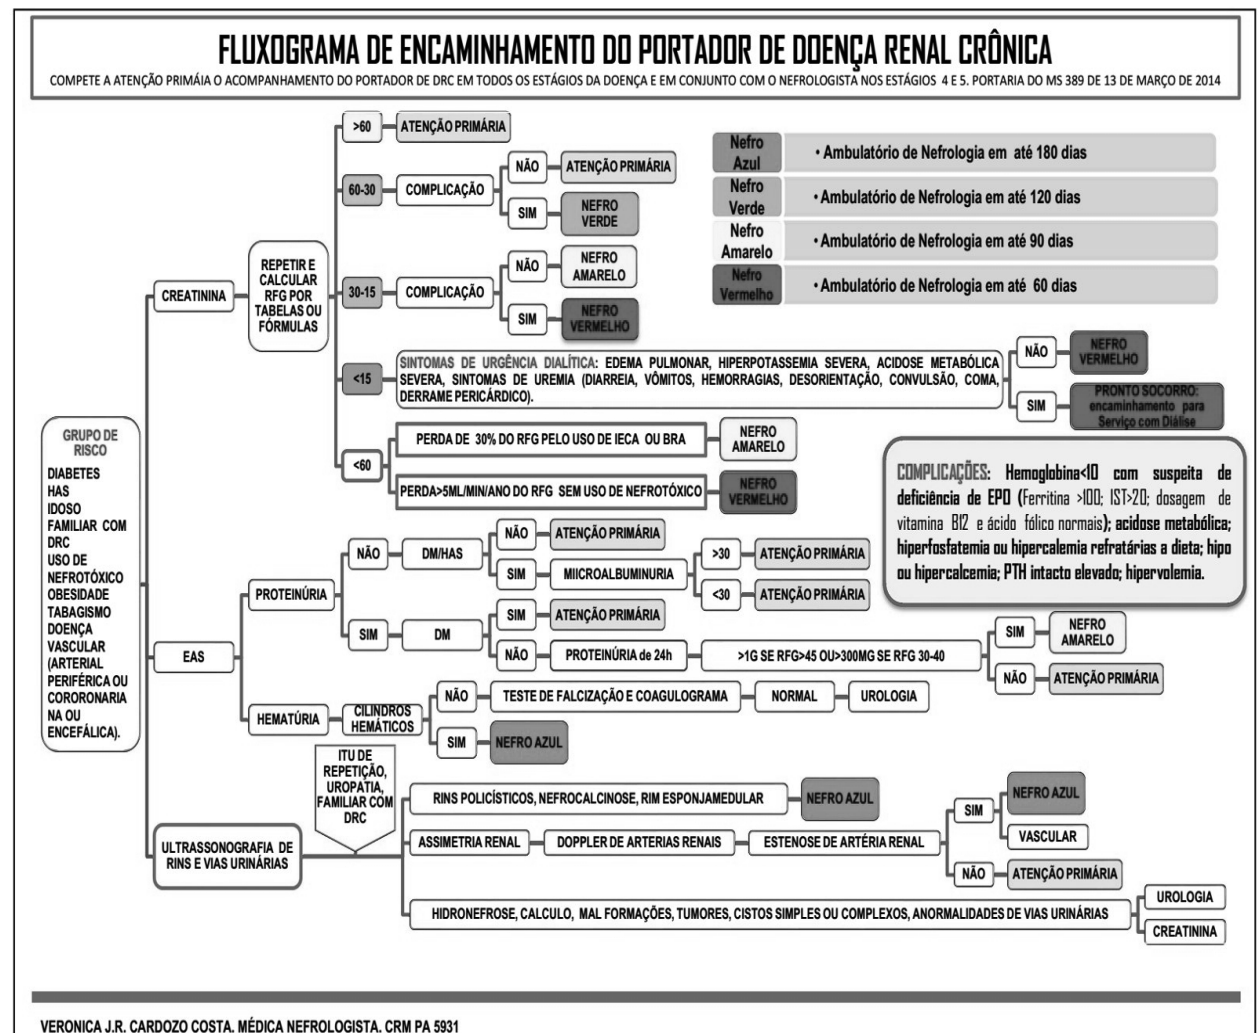 FLUXOGRAMA DE ENCAMINHAMENTO DO PORTADOR DE DOENÇA RENAL CRÔNICA
COMPETE A ATENÇÃO PRIMÁIA O ACOMPANHAMENTO DO PORTADOR DE DRC EM TODOS OS ESTÁGIOS DA DOENÇA E EM CONJUNTO COM O NEFROLOGISTA NOS ESTÁGIOS 4 E 5. PORTARIA DO MS 389 DE 13 DE MARÇO DE 2014
GRUPO DE
RISCO
DIABETES
HAS
IDOSO
FAMILIAR COM
DRC
USO DE
NEFROTÓXICO
OBESIDADE
TABAGISMO
DOENÇA
VASCULAR
(ARTERIAL
PERIFÉRICA OU
CORORONARIA
NA OU
ENCEFÁLICA).
CREATININA
REPETIR E
CALCULAR
RFG POR
TABELAS OU
FÓRMULAS
>60
ATENÇÃO PRIMÁRIA
60-30
COMPLICAÇÃO
NÃO
ATENÇÃO PRIMÁRIA
SIM
NEFRO
VERDE
30-15
COMPLICAÇÃO
NÃO
NEFRO
AMARELO
SIM
NEFRO
VERMELHO
<15
SINTOMAS DE URGÊNCIA DIALÍTICA: EDEMA PULMONAR, HIPERPOTASSEMIA SEVERA, ACIDOSE METABÓLICA
SEVERA, SINTOMAS DE UREMIA (DIARREIA, VÔMITOS, HEMORRAGIAS, DESORIENTAÇÃO, CONVULSÃO, COMA,
DERRAME PERICÁRDICO).
NÃO
NEFRO
VERMELHO
SIM
PRONTO SOCORRO:
encaminhamento para
Serviço com Diálise
<60
PERDA DE 30% DO RFG PELO USO DE IECA OU BRA
NEFRO
AMARELO
PERDA>5ML/MIN/ANO DO RFG SEM USO DE NEFROTÓXICO
NEFRO
VERMELHO
Nefro
Azul
• Ambulatório de Nefrologia em até 180 dias
Nefro
Verde
• Ambulatório de Nefrologia em até 120 dias
Nefro
Amarelo
• Ambulatório de Nefrologia em até 90 dias
Nefro
Vermelho
• Ambulatório de Nefrologia em até 60 dias
COMPLICAÇÕES: Hemoglobina<10 com suspeita de
deficiência de EPO (Ferritina >100; IST>20; dosagem de
vitamina B12 e ácido fólico normais); acidose metabólica;
hiperfosfatemia ou hipercalemia refratárias a dieta; hipo
ou hipercalcemia; PTH intacto elevado; hipervolemia.
EAS
PROTEINÚRIA
NÃO
DM/HAS
NÃO
ATENÇÃO PRIMÁRIA
SIM
MIICROALBUMINURIA
>30
ATENÇÃO PRIMÁRIA
<30
ATENÇÃO PRIMÁRIA
SIM
DM
SIM
ATENÇÃO PRIMÁRIA
NÃO
PROTEINÚRIA de 24h
>1G SE RFG>45 OU>300MG SE RFG 30-40
SIM
NEFRO
AMARELO
NÃO
ATENÇÃO PRIMÁRIA
HEMATÚRIA
CILINDROS
HEMÁTICOS
NÃO
TESTE DE FALCIZAÇÃO E COAGULOGRAMA
NORMAL
UROLOGIA
SIM
NEFRO AZUL
ULTRASSONOGRAFIA DE
RINS E VIAS URINÁRIAS
ITU DE
REPETIÇÃO,
UROPATIA,
FAMILIAR COM
DRC
RINS POLICÍSTICOS, NEFROCALCINOSE, RIM ESPONJAMEDULAR
NEFRO AZUL
ASSIMETRIA RENAL
DOPPLER DE ARTERIAS RENAIS
ESTENOSE DE ARTÉRIA RENAL
SIM
NEFRO AZUL
VASCULAR
NÃO
ATENÇÃO PRIMÁRIA
HIDRONEFROSE, CALCULO, MAL FORMAÇÕES, TUMORES, CISTOS SIMPLES OU COMPLEXOS, ANORMALIDADES DE VIAS URINÁRIAS
UROLOGIA
CREATININA
VERONICA J.R. CARDOZO COSTA. MÉDICA NEFROLOGISTA. CRM PA 5931